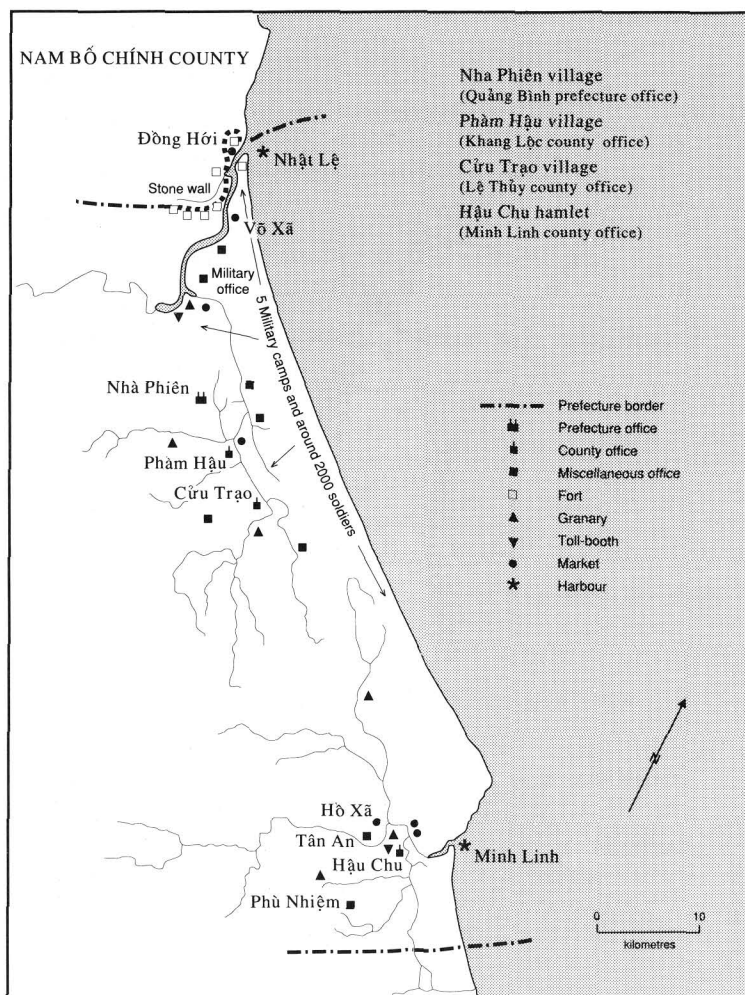 NAM BỐ CHÍNH COUNTY
Nha Phiên village
(Quảng Bình prefecture office)
Phàm Hậu village
(Khang Lộc county office)
Cửu Trạo village
(Lệ Thủy county office)
Hậu Chu hamlet
(Minh Linh county office)
Đồng Hới
Nhật Lệ
Stone wall
Võ Xã
Military
office
5 Military camps and around 2000 soldiers
Nhà Phiên
Phàm Hậu
Cửu Trạo
Prefecture border
Prefecture office
County office
Miscellaneous office
Fort
Granary
Toll-booth
Market
Harbour
N
Hồ Xã
Tân An
Hậu Chu
Minh Linh
Phù Nhiệm
0 10
kilometres